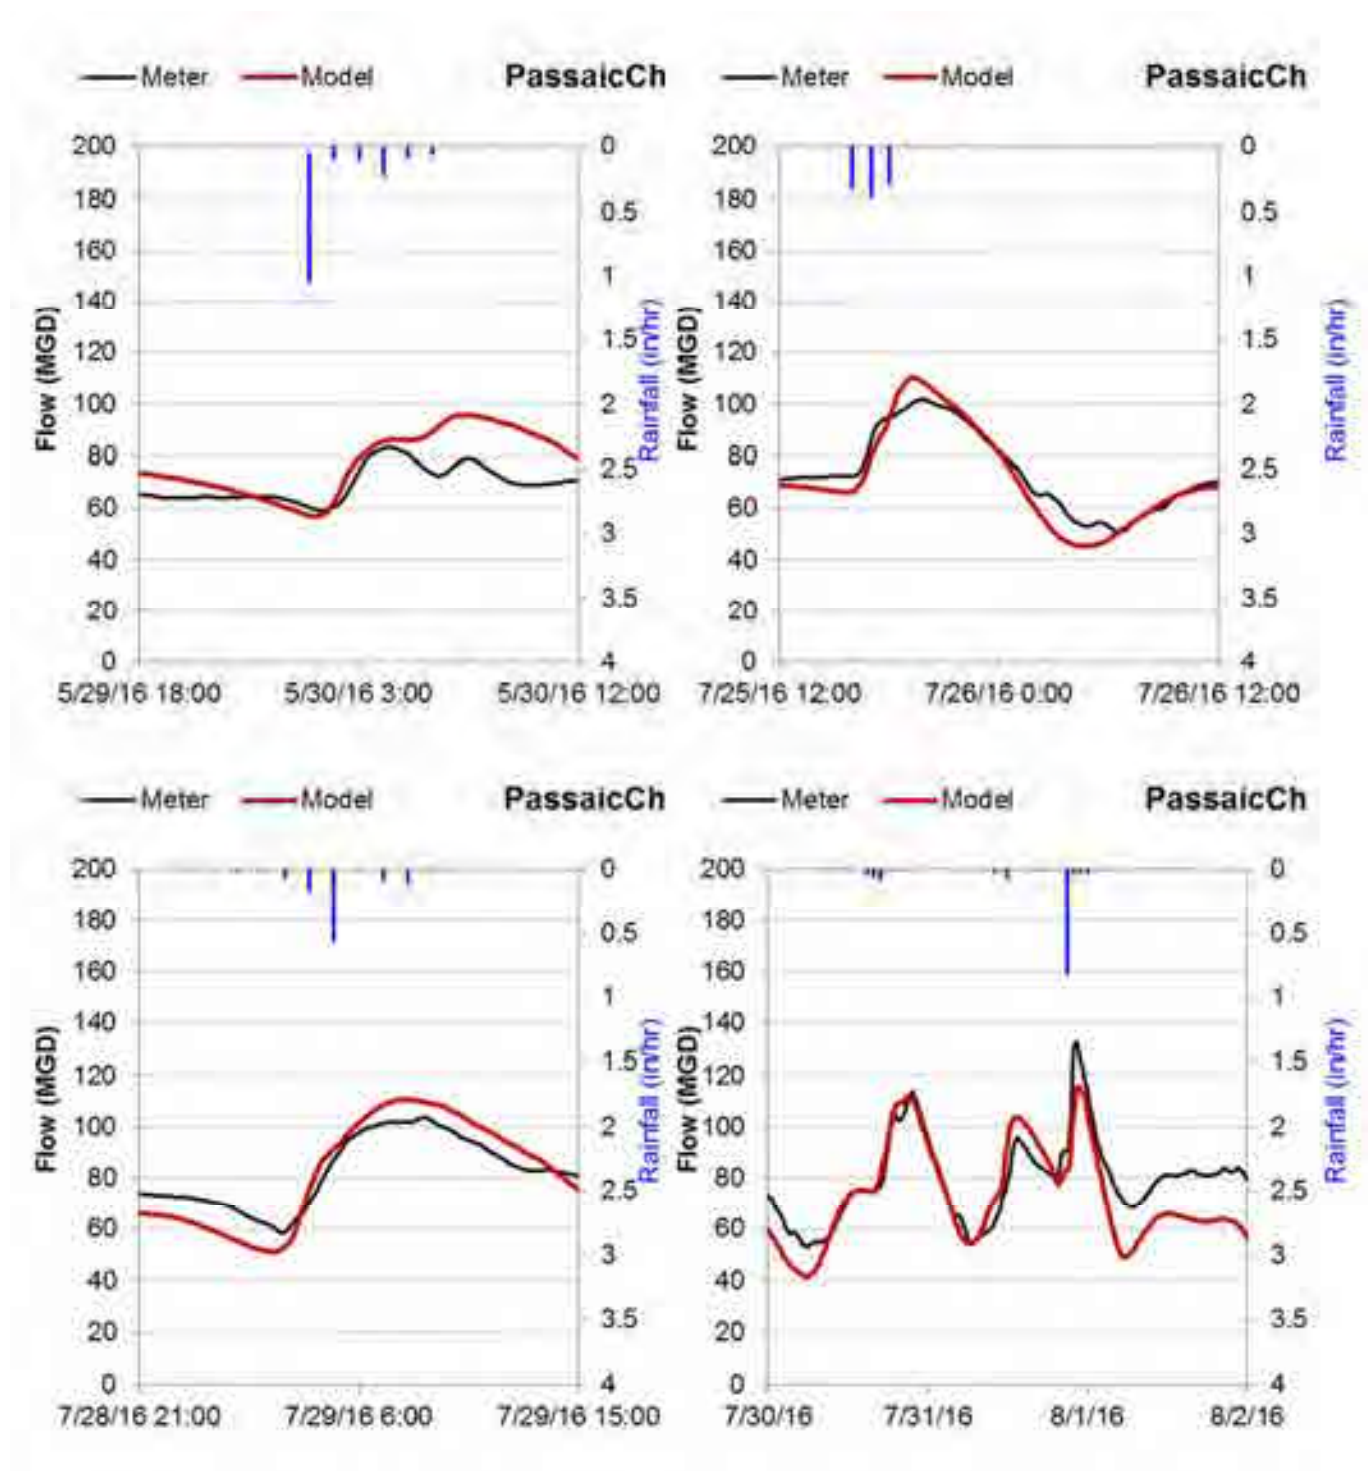 Meter Model PassaicCh
Meter Model PassaicCh
200 0
180 0.5
160 1
140 1.5
120 2
100 2.5
80 3
60 3.5
40 4
20
0
Flow (MGD)
Rainfall (in/hr)
5/29/16 18:00 5/30/16 3:00 5/30/16 12:00
200 0
180 0.5
160 1
140 1.5
120 2
100 2.5
80 3
60 3.5
40 4
20
0
Flow (MGD)
Rainfall (in/hr)
7/25/16 12:00 7/26/16 0:00 7/26/16 12:00
Meter Model PassaicCh
Meter Model PassaicCh
200 0
180 0.5
160 1
140 1.5
120 2
100 2.5
80 3
60 3.5
40 4
20
0
Flow (MGD)
Rainfall (in/hr)
7/28/16 21:00 7/29/16 6:00 7/29/16 15:00
200 0
180 0.5
160 1
140 1.5
120 2
100 2.5
80 3
60 3.5
40 4
20
0
Flow (MGD)
Rainfall (in/hr)
7/30/16 7/31/16 8/1/16 8/2/16